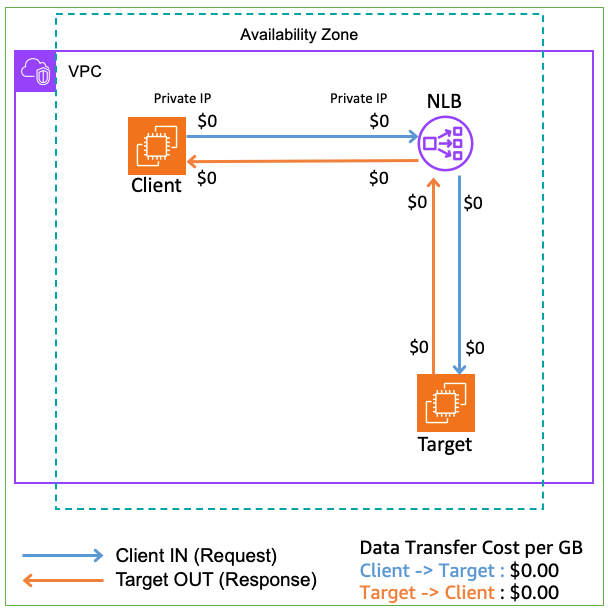 Availability Zone
VPC
Private IP
Private IP
NLB
$0
$0
$0
$0
Client
$0
$0
$0
$0
Target
Client IN (Request)
Target OUT (Response)
Data Transfer Cost per GB
Client -> Target : $0.00
Target -> Client : $0.00